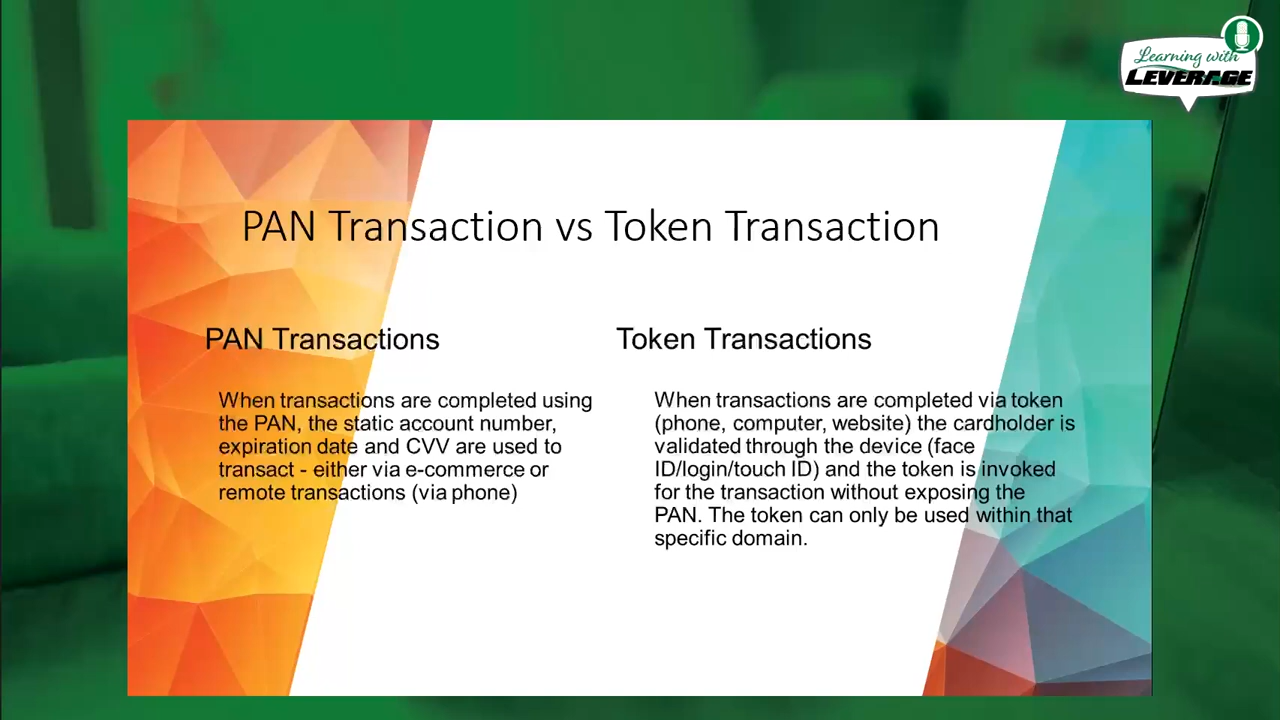 Learning with
LEVERAGE
PAN Transaction vs Token Transaction
PAN Transactions
When transactions are completed using
the PAN, the static account number,
expiration date and CVV are used to
transact - either via e-commerce or
remote transactions (via phone)
Token Transactions
When transactions are completed via token
(phone, computer, website) the cardholder is
validated through the device (face
ID/login/touch ID) and the token is invoked
for the transaction without exposing the
PAN. The token can only be used within that
specific domain.